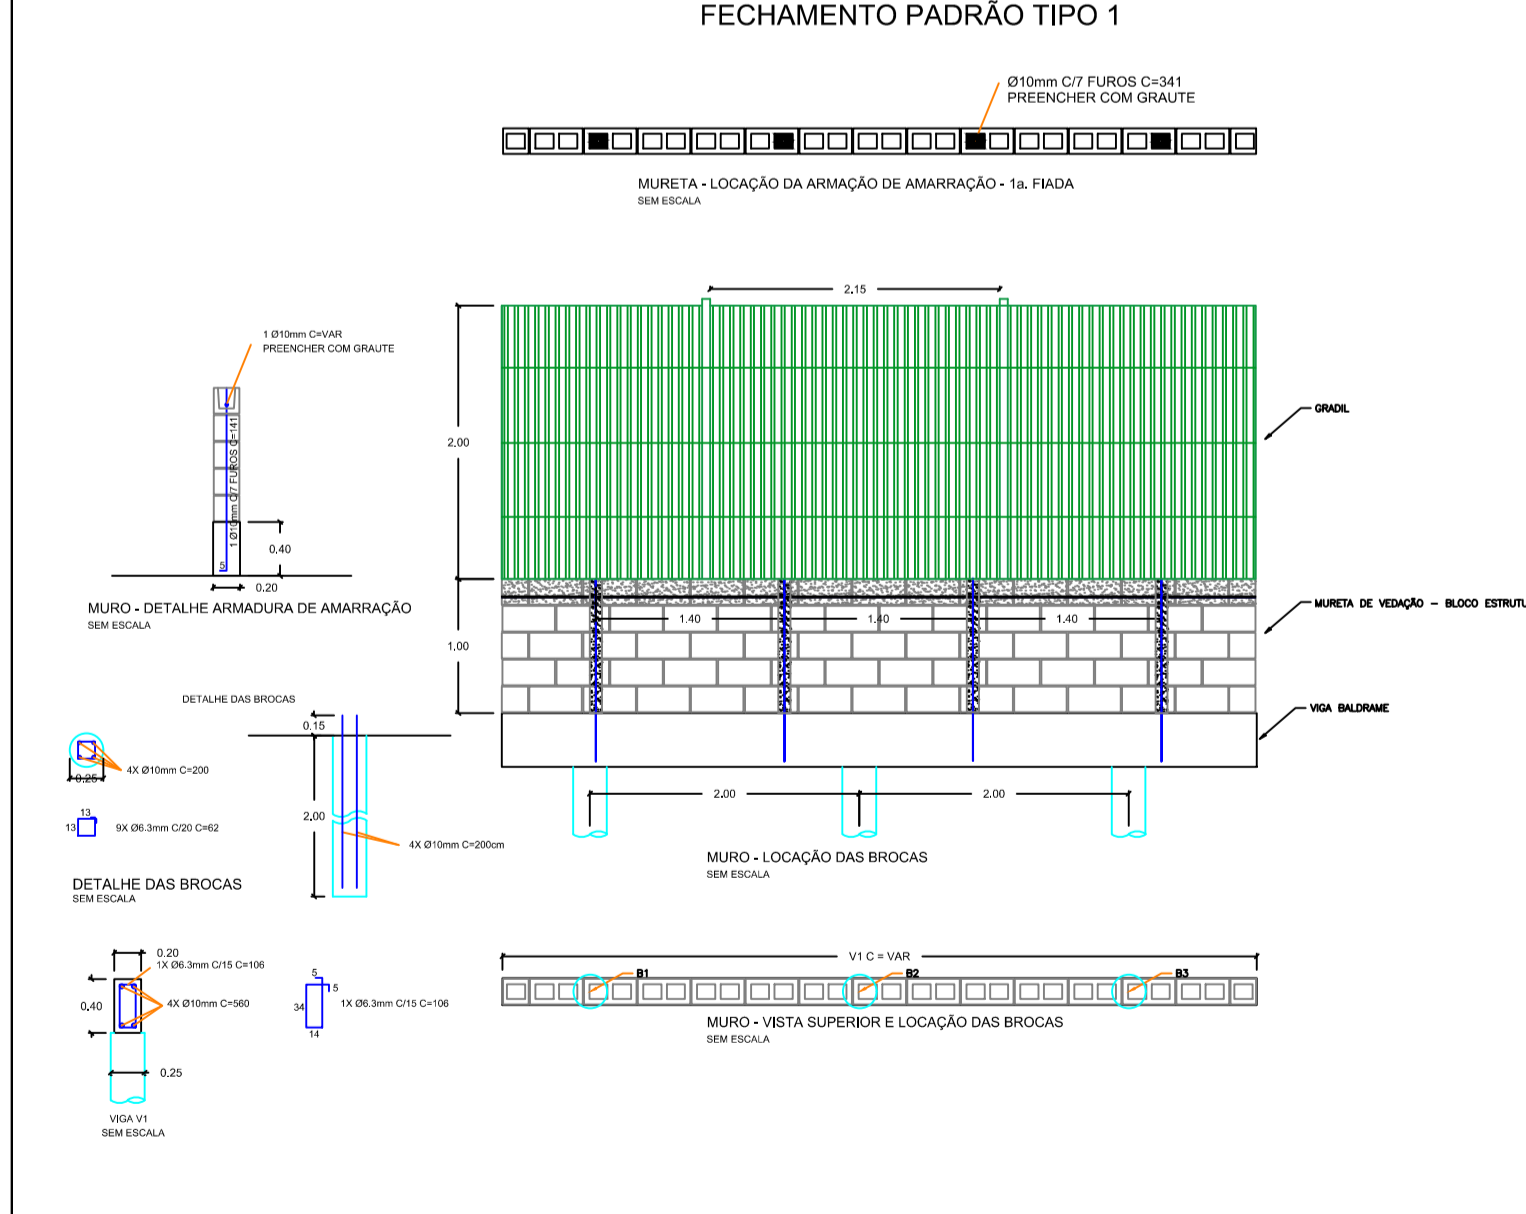 FECHAMENTO PADRÃO TIPO 1
Ø10mm C/7 FUROS C=341
PREENCHER COM GRAUTE
MURETA - LOCAÇÃO DA ARMAÇÃO DE AMARRAÇÃO - 1a. FIADA
SEM ESCALA
2.15
1 Ø10mm C=VAR
PREENCHER COM GRAUTE
1 Ø10mm C/7 FUROS C=141
5
0.40
0.20
MURO - DETALHE ARMADURA DE AMARRAÇÃO
SEM ESCALA
2.00
1.00
GRADIL
1.40
1.40
1.40
MURETA DE VEDAÇÃO - BLOCO ESTRUTU
VIGA BALDRAME
2.00
2.00
MURO - LOCAÇÃO DAS BROCAS
SEM ESCALA
DETALHE DAS BROCAS
0.15
4X Ø10mm C=200
0.25
13
13
9X Ø6.3mm C/20 C=62
2.00
4X Ø10mm C=200cm
DETALHE DAS BROCAS
SEM ESCALA
0.20
1X Ø6.3mm C/15 C=106
0.40
4X Ø10mm C=560
0.25
VIGA V1
SEM ESCALA
5
5
34
14
1X Ø6.3mm C/15 C=106
V1 C = VAR
B1
B2
B3
MURO - VISTA SUPERIOR E LOCAÇÃO DAS BROCAS
SEM ESCALA